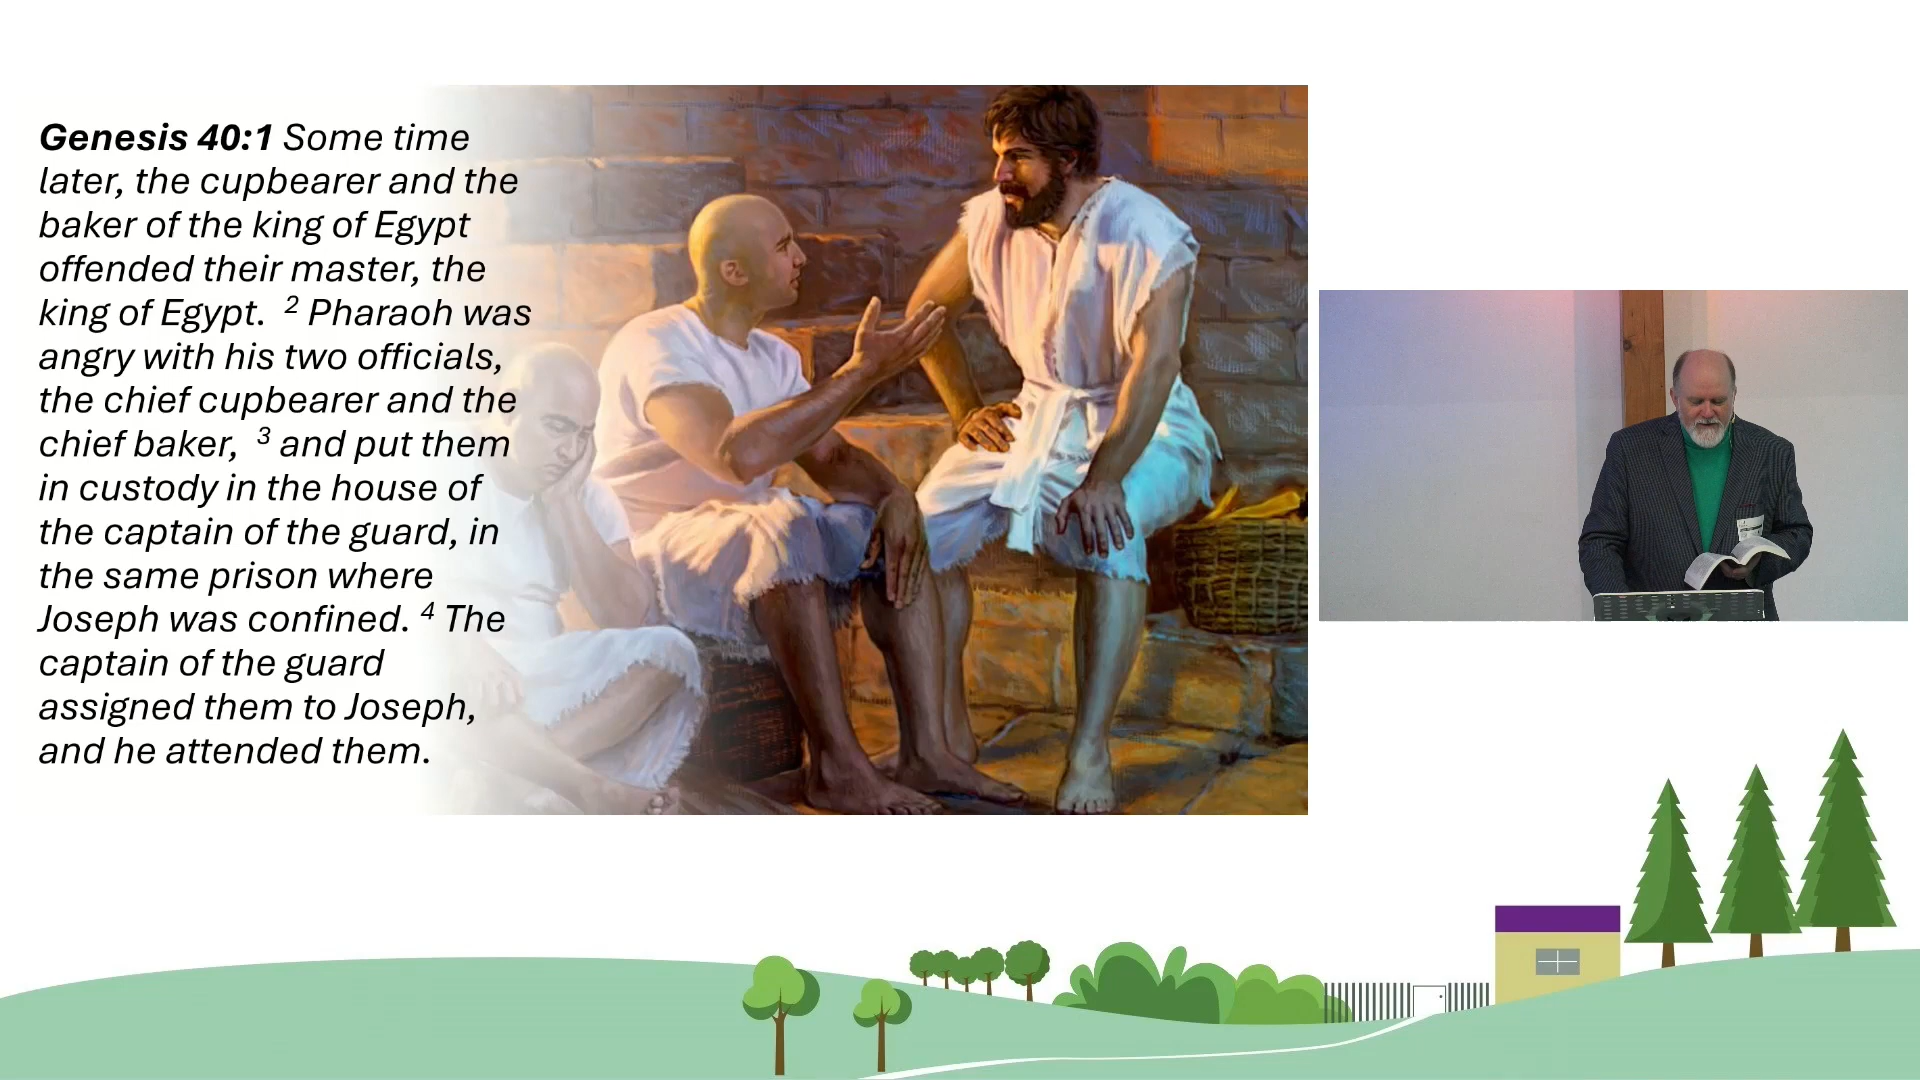 Genesis 40:1 Some time
later, the cupbearer and the
baker of the king of Egypt
offended their master, the
king of Egypt. 2 Pharaoh was
angry with his two officials,
the chief cupbearer and the
chief baker, 3 and put them
in custody in the house of
the captain of the guard, in
the same prison where
Joseph was confined. 4 The
captain of the guard
assigned them to Joseph,
and he attended them.